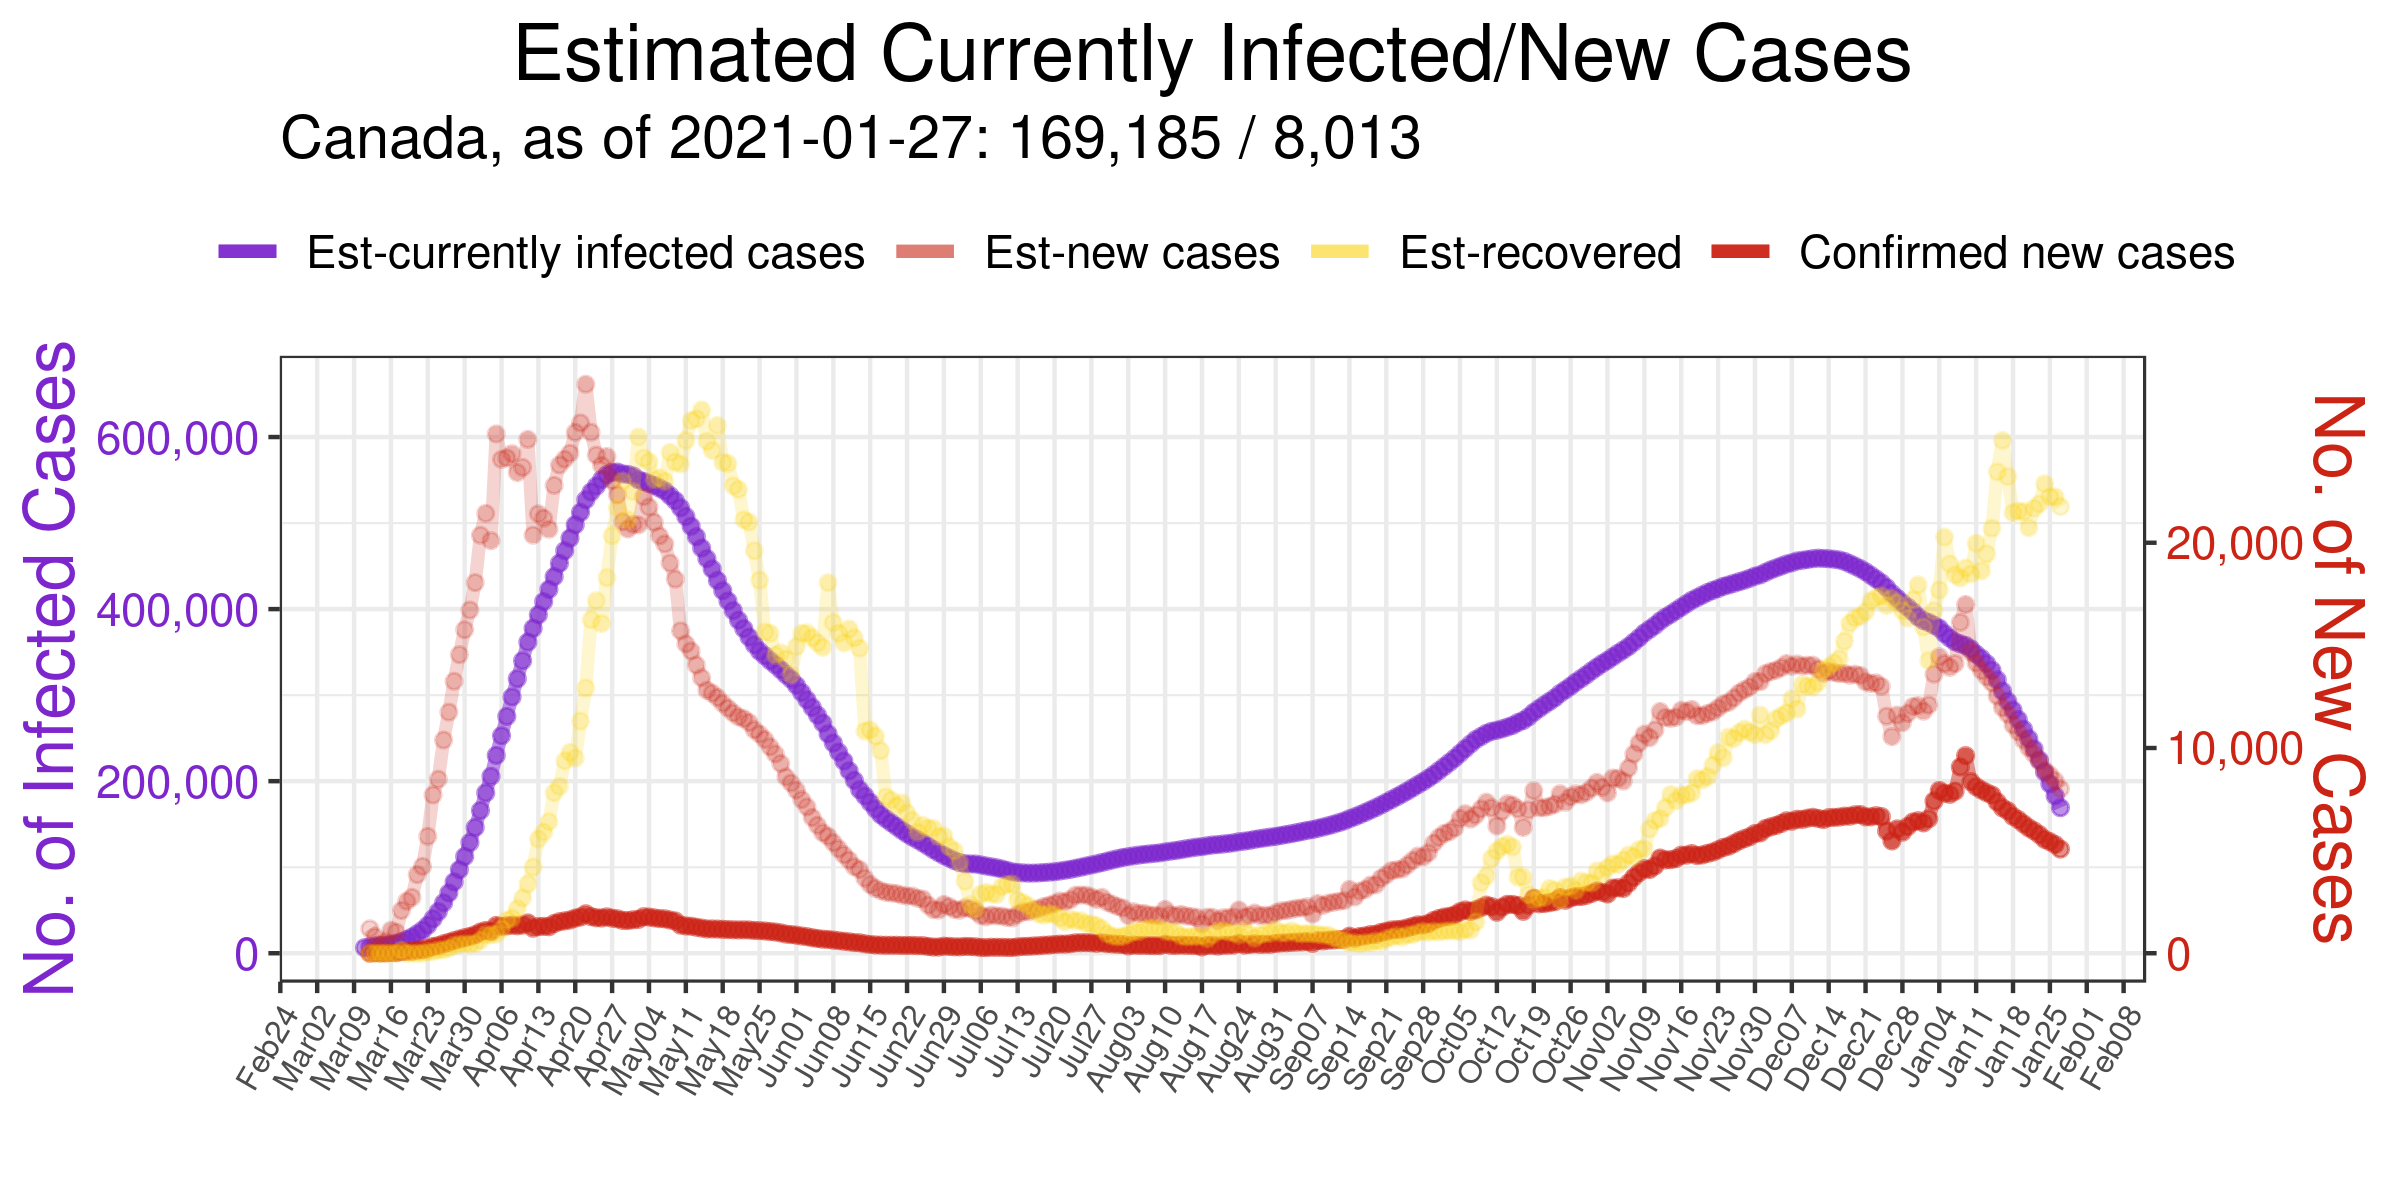 Estimated Currently Infected/New Cases
Canada, as of 2021-01-27: 169,185 / 8,013
Est-currently infected cases Est-new cases Est-recovered Confirmed new cases
No. of Infected Cases
600,000
400,000
200,000
0
No. of New Cases
20,000
10,000
0
Feb24 Mar02 Mar09 Mar16 Mar23 Mar30 Apr06 Apr13 Apr20 Apr27 May04 May11 May18 May25 Jun01 Jun08 Jun15 Jun22 Jun29 Jul06 Jul13 Jul20 Jul27 Aug03 Aug10 Aug17 Aug24 Aug31 Sep07 Sep14 Sep21 Sep28 Oct05 Oct12 Oct19 Oct26 Nov02 Nov09 Nov16 Nov23 Nov30 Dec07 Dec14 Dec21 Dec28 Jan04 Jan11 Jan18 Jan25 Feb01 Feb08